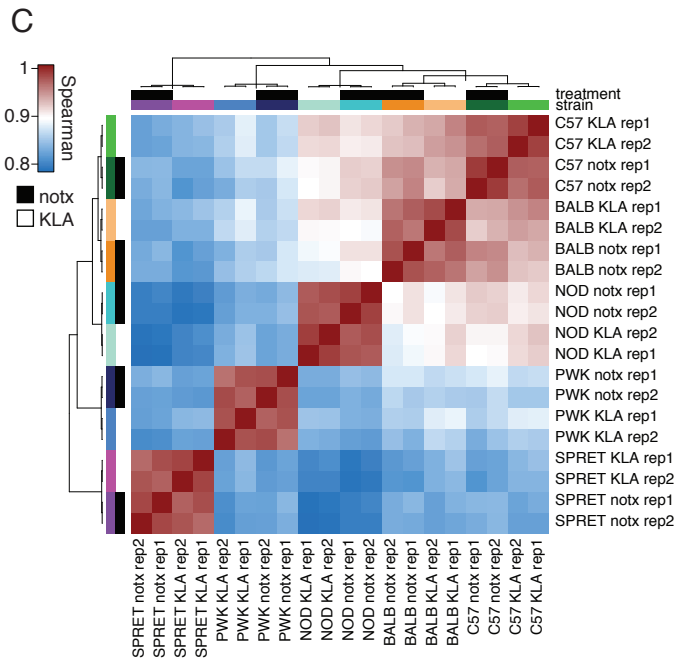 C
1
0.9
0.8
Spearman
notx
KLA
treatment
strain
C57 KLA rep1
C57 KLA rep2
C57 notx rep1
C57 notx rep2
BALB KLA rep1
BALB KLA rep2
BALB notx rep1
BALB notx rep2
NOD notx rep1
NOD notx rep2
NOD KLA rep2
NOD KLA rep1
PWK notx rep1
PWK notx rep2
PWK KLA rep1
PWK KLA rep2
SPRET KLA rep1
SPRET KLA rep2
SPRET notx rep1
SPRET notx rep2
SPRET notx rep2
SPRET notx rep1
SPRET KLA rep2
SPRET KLA rep1
PWK KLA rep2
PWK KLA rep1
PWK notx rep2
PWK notx rep1
NOD KLA rep1
NOD KLA rep2
NOD notx rep2
NOD notx rep1
BALB notx rep2
BALB notx rep1
BALB KLA rep2
BALB KLA rep1
C57 notx rep1
C57 notx rep2
C57 KLA rep2
C57 KLA rep1